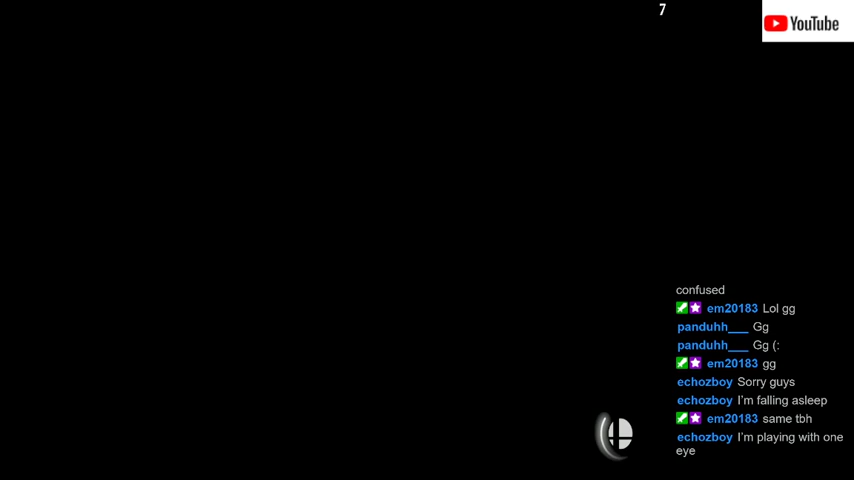 7
YouTube
confused
em20183 Lol gg
panduhh___ Gg
panduhh___ Gg (:
em20183 gg
echozboy Sorry guys
echozboy I'm falling asleep
em20183 same tbh
echozboy I'm playing with one
eye